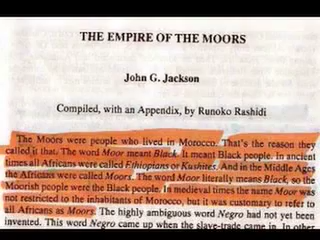 THE EMPIRE OF THE MOORS
John G. Jackson
Compiled, with an Appendix, by Runoko Rashidi
The Moors were people who lived in Morocco. That's the reason they
called it that. The word Moor meant Black. It meant Black people. In ancient
times all Africans were called Ethiopians or Kushites. And in the Middle Ages
the Africans were called Moors. The word Moor literally means Black, so the
Moorish people were the Black people. In medieval times the name Moor was
not restricted to the inhabitants of Morocco, but it was customary to refer to
all Africans as Moors. The highly ambiguous word Negro had not yet been
invented. This word Negro came up when the slave-trade came in. Of